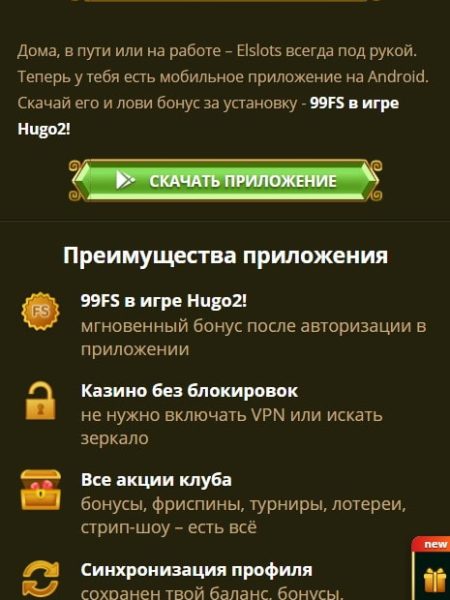 Дома, в пути или на работе – Elslots всегда под рукой.
Теперь у тебя есть мобильное приложение на Android.
Скачай его и лови бонус за установку - 99FS в игре
Hugo2!
СКАЧАТЬ ПРИЛОЖЕНИЕ
Преимущества приложения
FS
99FS в игре Hugo2!
мгновенный бонус после авторизации в
приложении
Казино без блокировок
не нужно включать VPN или искать
зеркало
Все акции клуба
бонусы, фриспины, турниры, лотереи,
стрип-шоу – есть всё
new
Синхронизация профиля
сохранен твой баланс, бонусы,